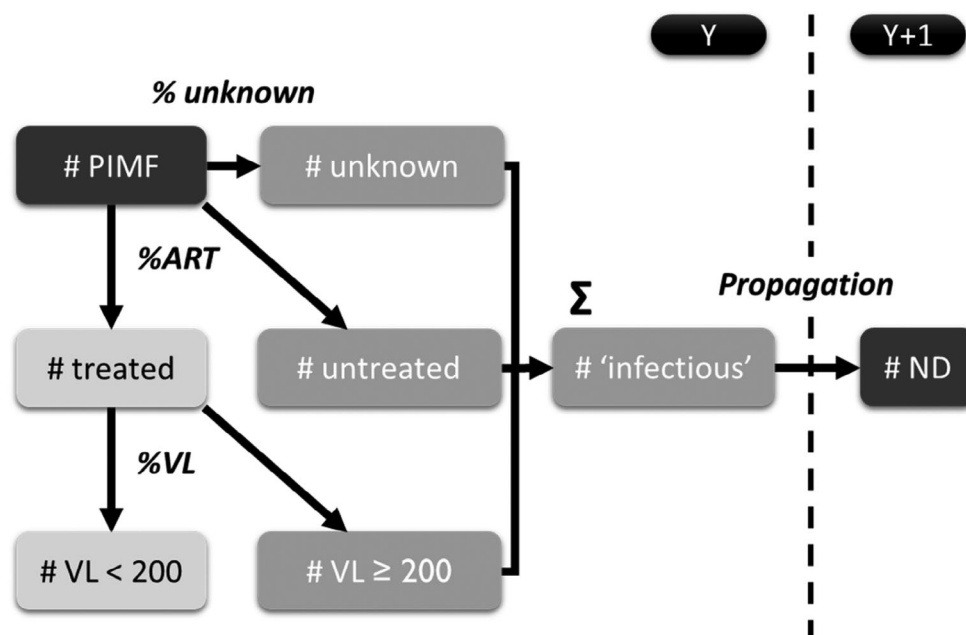 Y
Y+1
% unknown
# PIMF
# unknown
%ART
Σ
Propagation
# treated
# untreated
# 'infectious'
# ND
%VL
# VL < 200
# VL ≥ 200